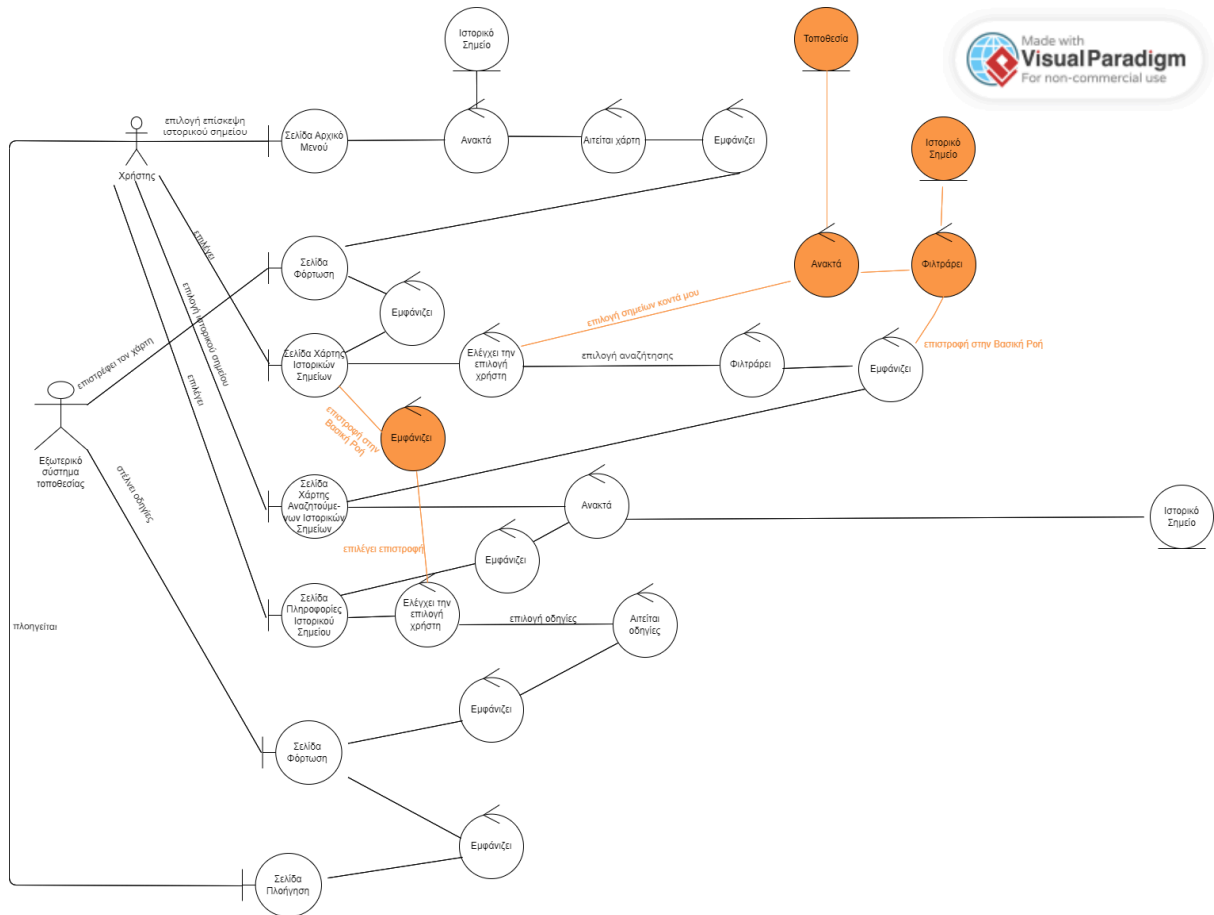 Ιστορικό
Σημείο
Τοποθεσία
Made with
Visual Paradigm
For non-commercial use
επιλογή επίσκεψη
ιστορικού σημείου
Σελίδα Αρχικό
Μενού
Ανακτά
Αιτείται χάρτη
Εμφάνιζει
Ιστορικό
Σημείο
Χρήστης
επιλέγει
Σελίδα
Φόρτωση
Ανακτά
Φιλτράρει
επιλογή ιστορικού σημείου
Εμφάνιζει
επιλογή σημείων κοντά μου
επιστρέφει τον χάρτη
Σελίδα Χάρτης
Ιστορικών
Σημείων
Ελέγχει την
επιλογή
χρήστη
επιλογή αναζήτησης
Φιλτράρει
Εμφάνιζει
επιστροφή στην Βασική Ροή
επιλέγει
επιστροφή στην
Βασική Ροή
Εμφάνιζει
Εξωτερικό
σύστημα
τοποθεσίας
στέλνει οδηγίες
Σελίδα
Χάρτης
Αναζητούμε-
νων Ιστορικών
Σημείων
Ανακτά
Ιστορικό
Σημείο
επιλέγει επιστροφή
Εμφάνιζει
Σελίδα
Πληροφορίες
Ιστορικού
Σημείου
Ελέγχει την
επιλογή
χρήστη
επιλογή οδηγίες
Αιτείται
οδηγίες
πλοηγείται
Εμφάνιζει
Σελίδα
Φόρτωση
Εμφάνιζει
Σελίδα
Πλοήγηση